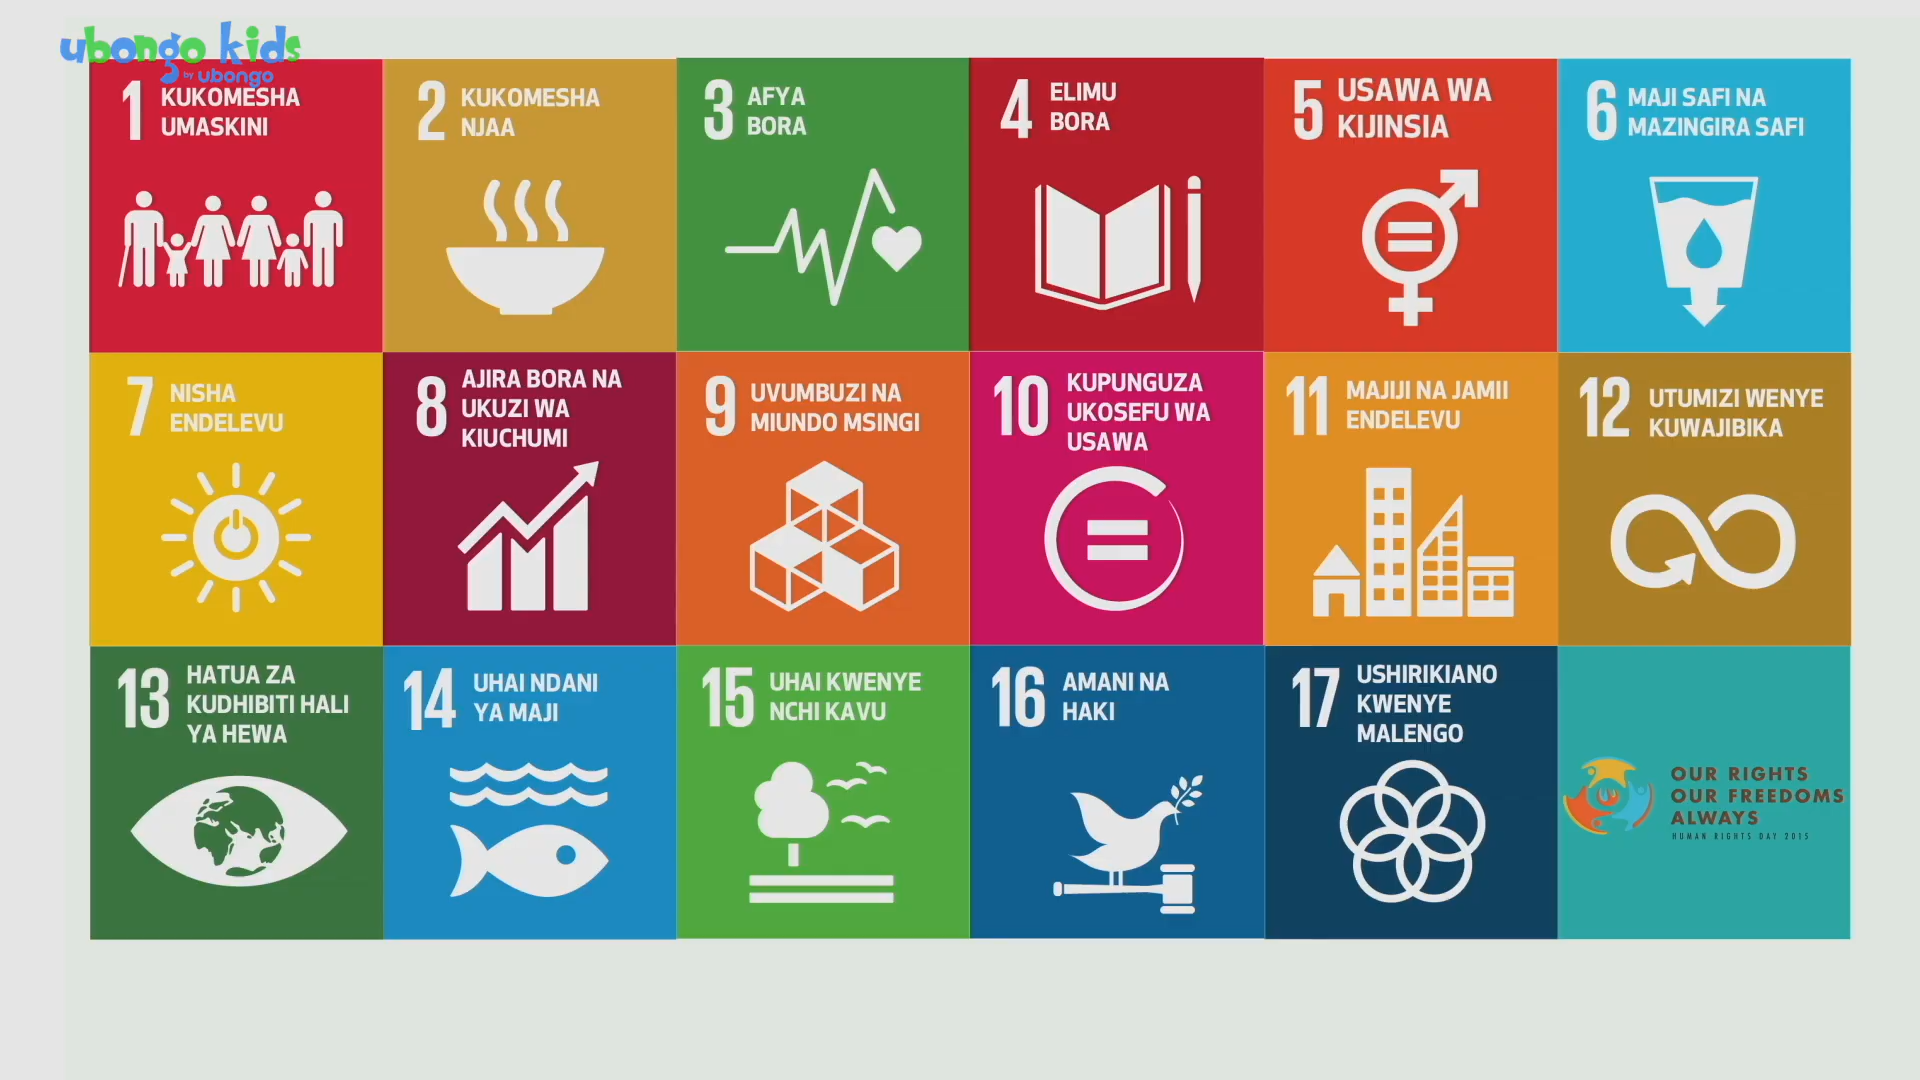 ubongo kids
by ubongo
1 KUKOMESHA
UMASKINI
2 KUKOMESHA
NJAA
3 AFYA
BORA
4 ELIMU
BORA
5 USAWA WA
KIJINSIA
6 MAJI SAFI NA
MAZINGIRA SAFI
7 NISHA
ENDELEVU
8 AJIRA BORA NA
UKUZI WA
KIUCHUMI
9 UVUMBUZI NA
MIUNDO MSINGI
10 KUPUNGUZA
UKOSEFU WA
USAWA
11 MAJIJI NA JAMII
ENDELEVU
12 UTUMIZI WENYE
KUWAJIBIKA
13 HATUA ZA
KUDHIBITI HALI
YA HEWA
14 UHAI NDANI
YA MAJI
15 UHAI KWENYE
NCHI KAVU
16 AMANI NA
HAKI
17 USHIRIKIANO
KWENYE
MALENGO
OUR RIGHTS
OUR FREEDOMS
ALWAYS
HUMAN RIGHTS DAY 2015